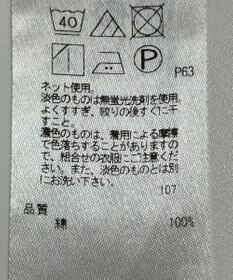 40
P
P63
ネット使用。
淡色のものは無蛍光洗剤を使用。
よくすすぎ、絞りの後すぐに干
すこと。
濃色のものは、着用による摩擦
で色落ちすることがありますの
で、組合せの衣服にご注意くださ
い。また、淡色のものとは別
にお洗い下さい。
107
品質
綿 100%